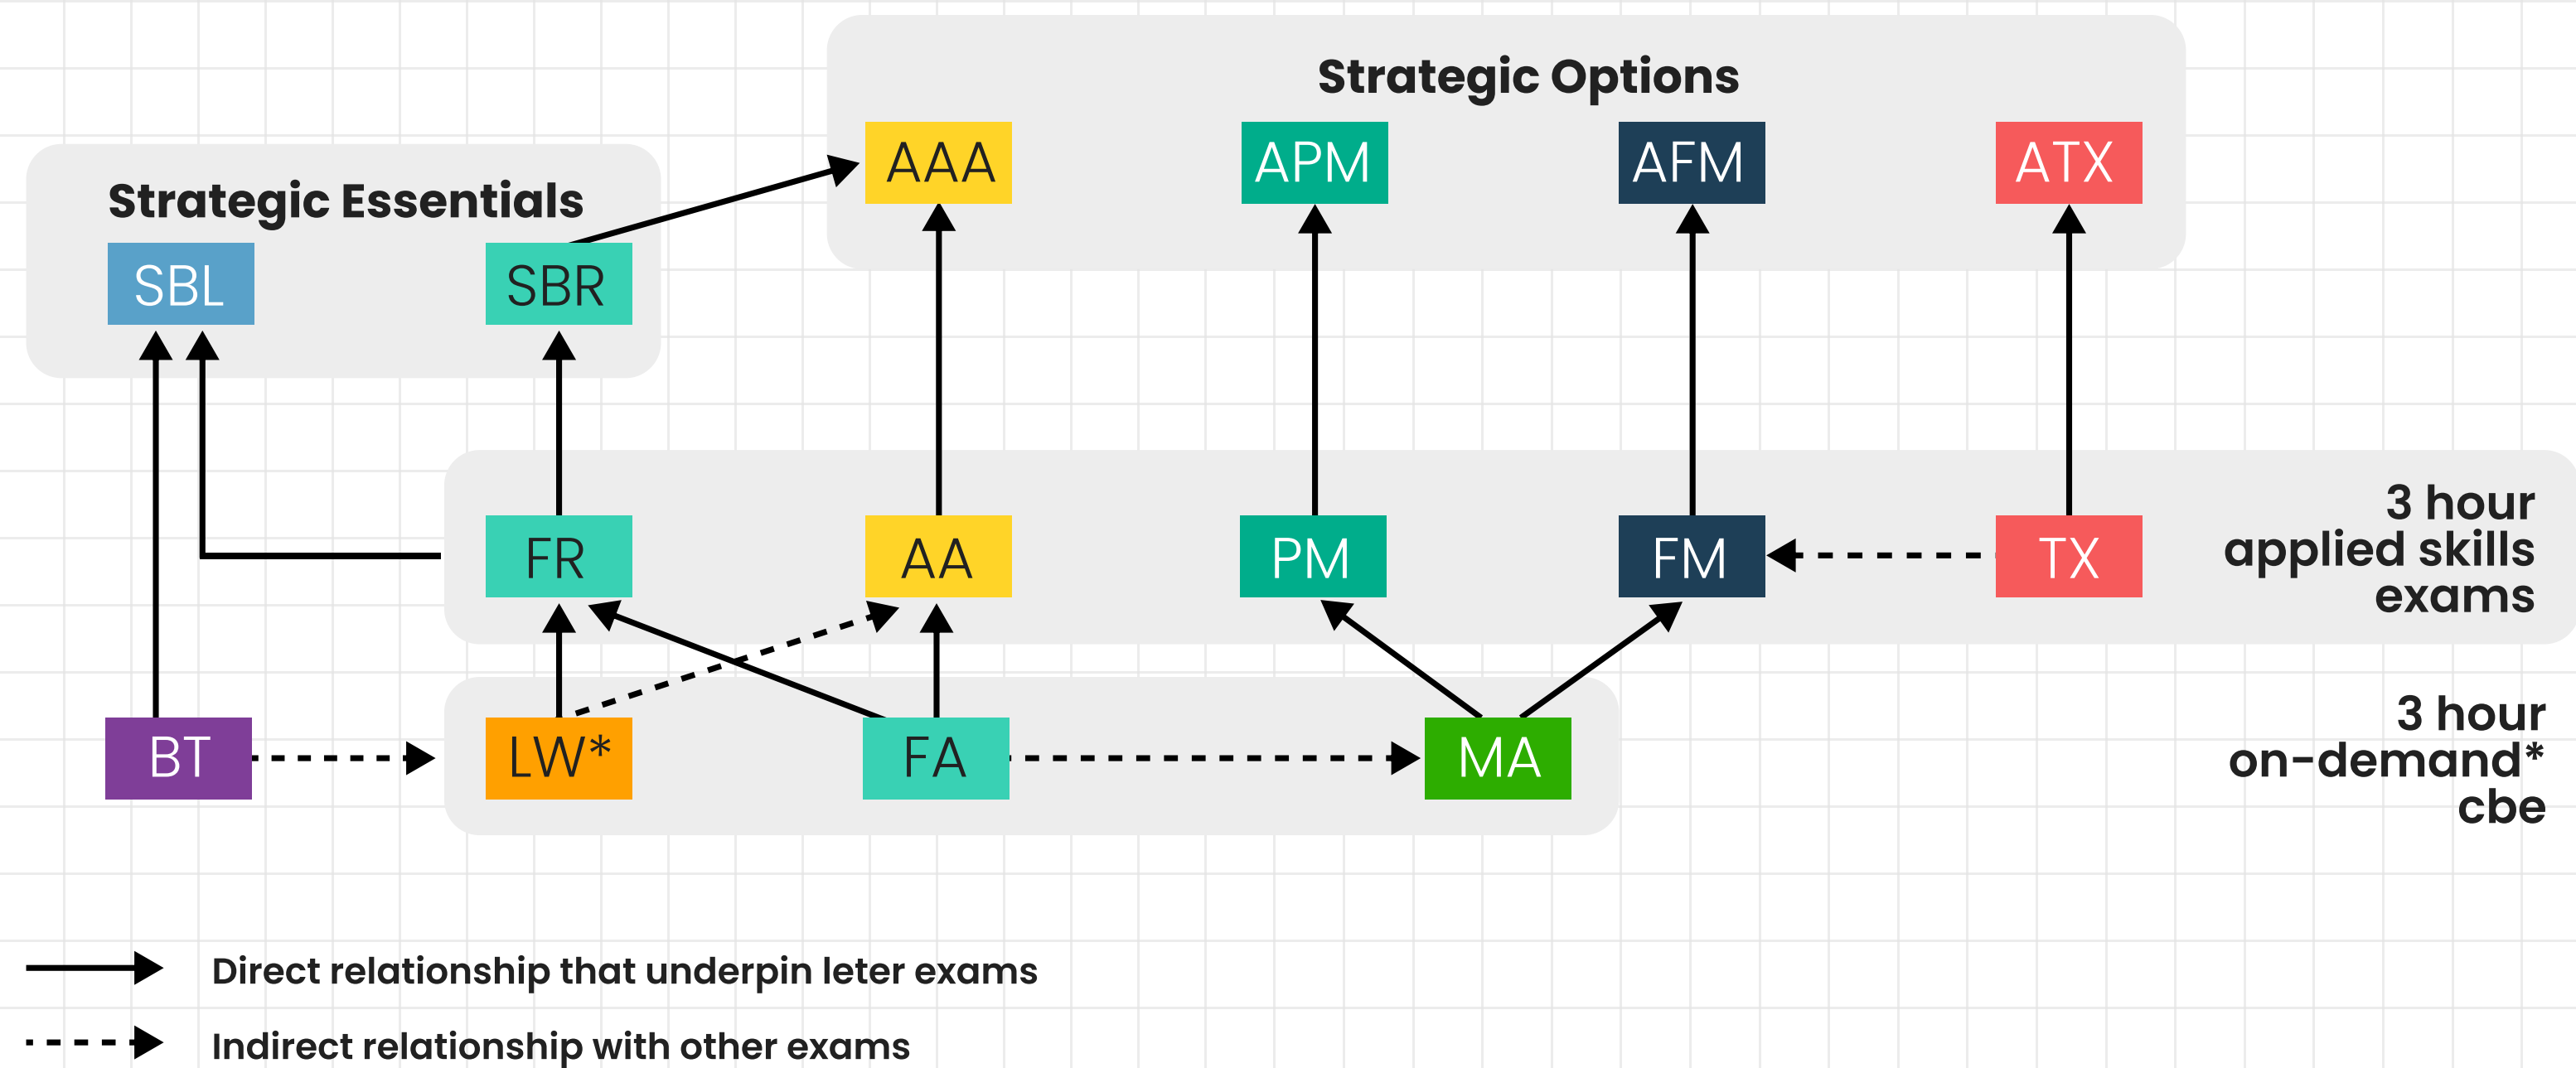 Strategic Options
AAA
APM
AFM
ATX
Strategic Essentials
SBL
SBR
FR
AA
PM
FM
TX
3 hour
applied skills
exams
BT
LW*
FA
MA
3 hour
on-demand*
cbe
Direct relationship that underpin leter exams
Indirect relationship with other exams